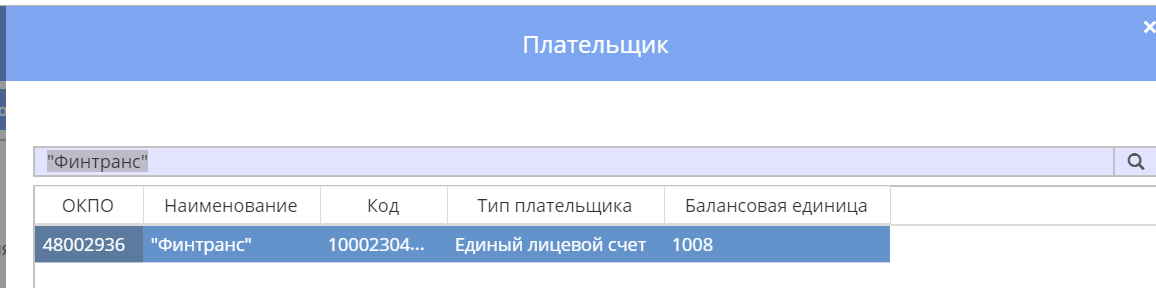 Плательщик
"Финтранс"
ОКПО Наименование Код Тип плательщика Балансовая единица
48002936 "Финтранс" 10002304... Единый лицевой счет 1008